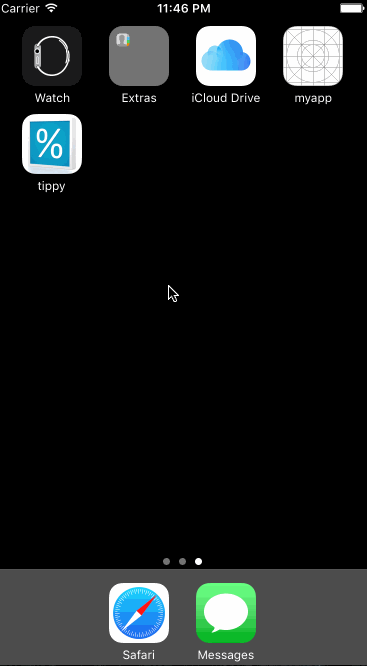 Carrier 11:46 PM
Watch Extras iCloud Drive myapp
%
tippy
Safari Messages